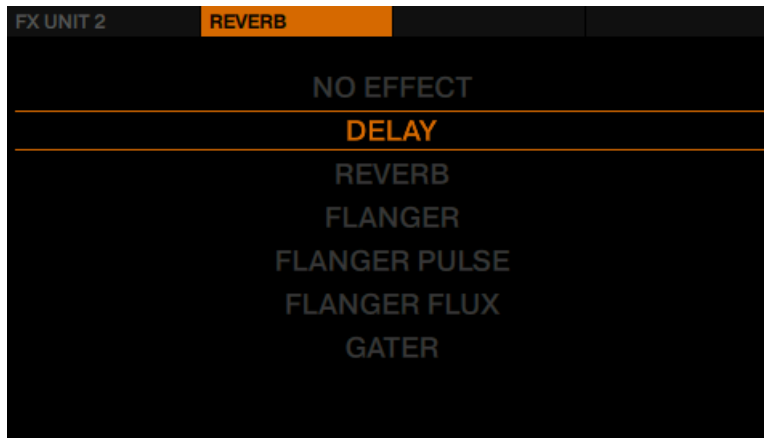 FX UNIT 2 REVERB
NO EFFECT
DELAY
REVERB
FLANGER
FLANGER PULSE
FLANGER FLUX
GATER